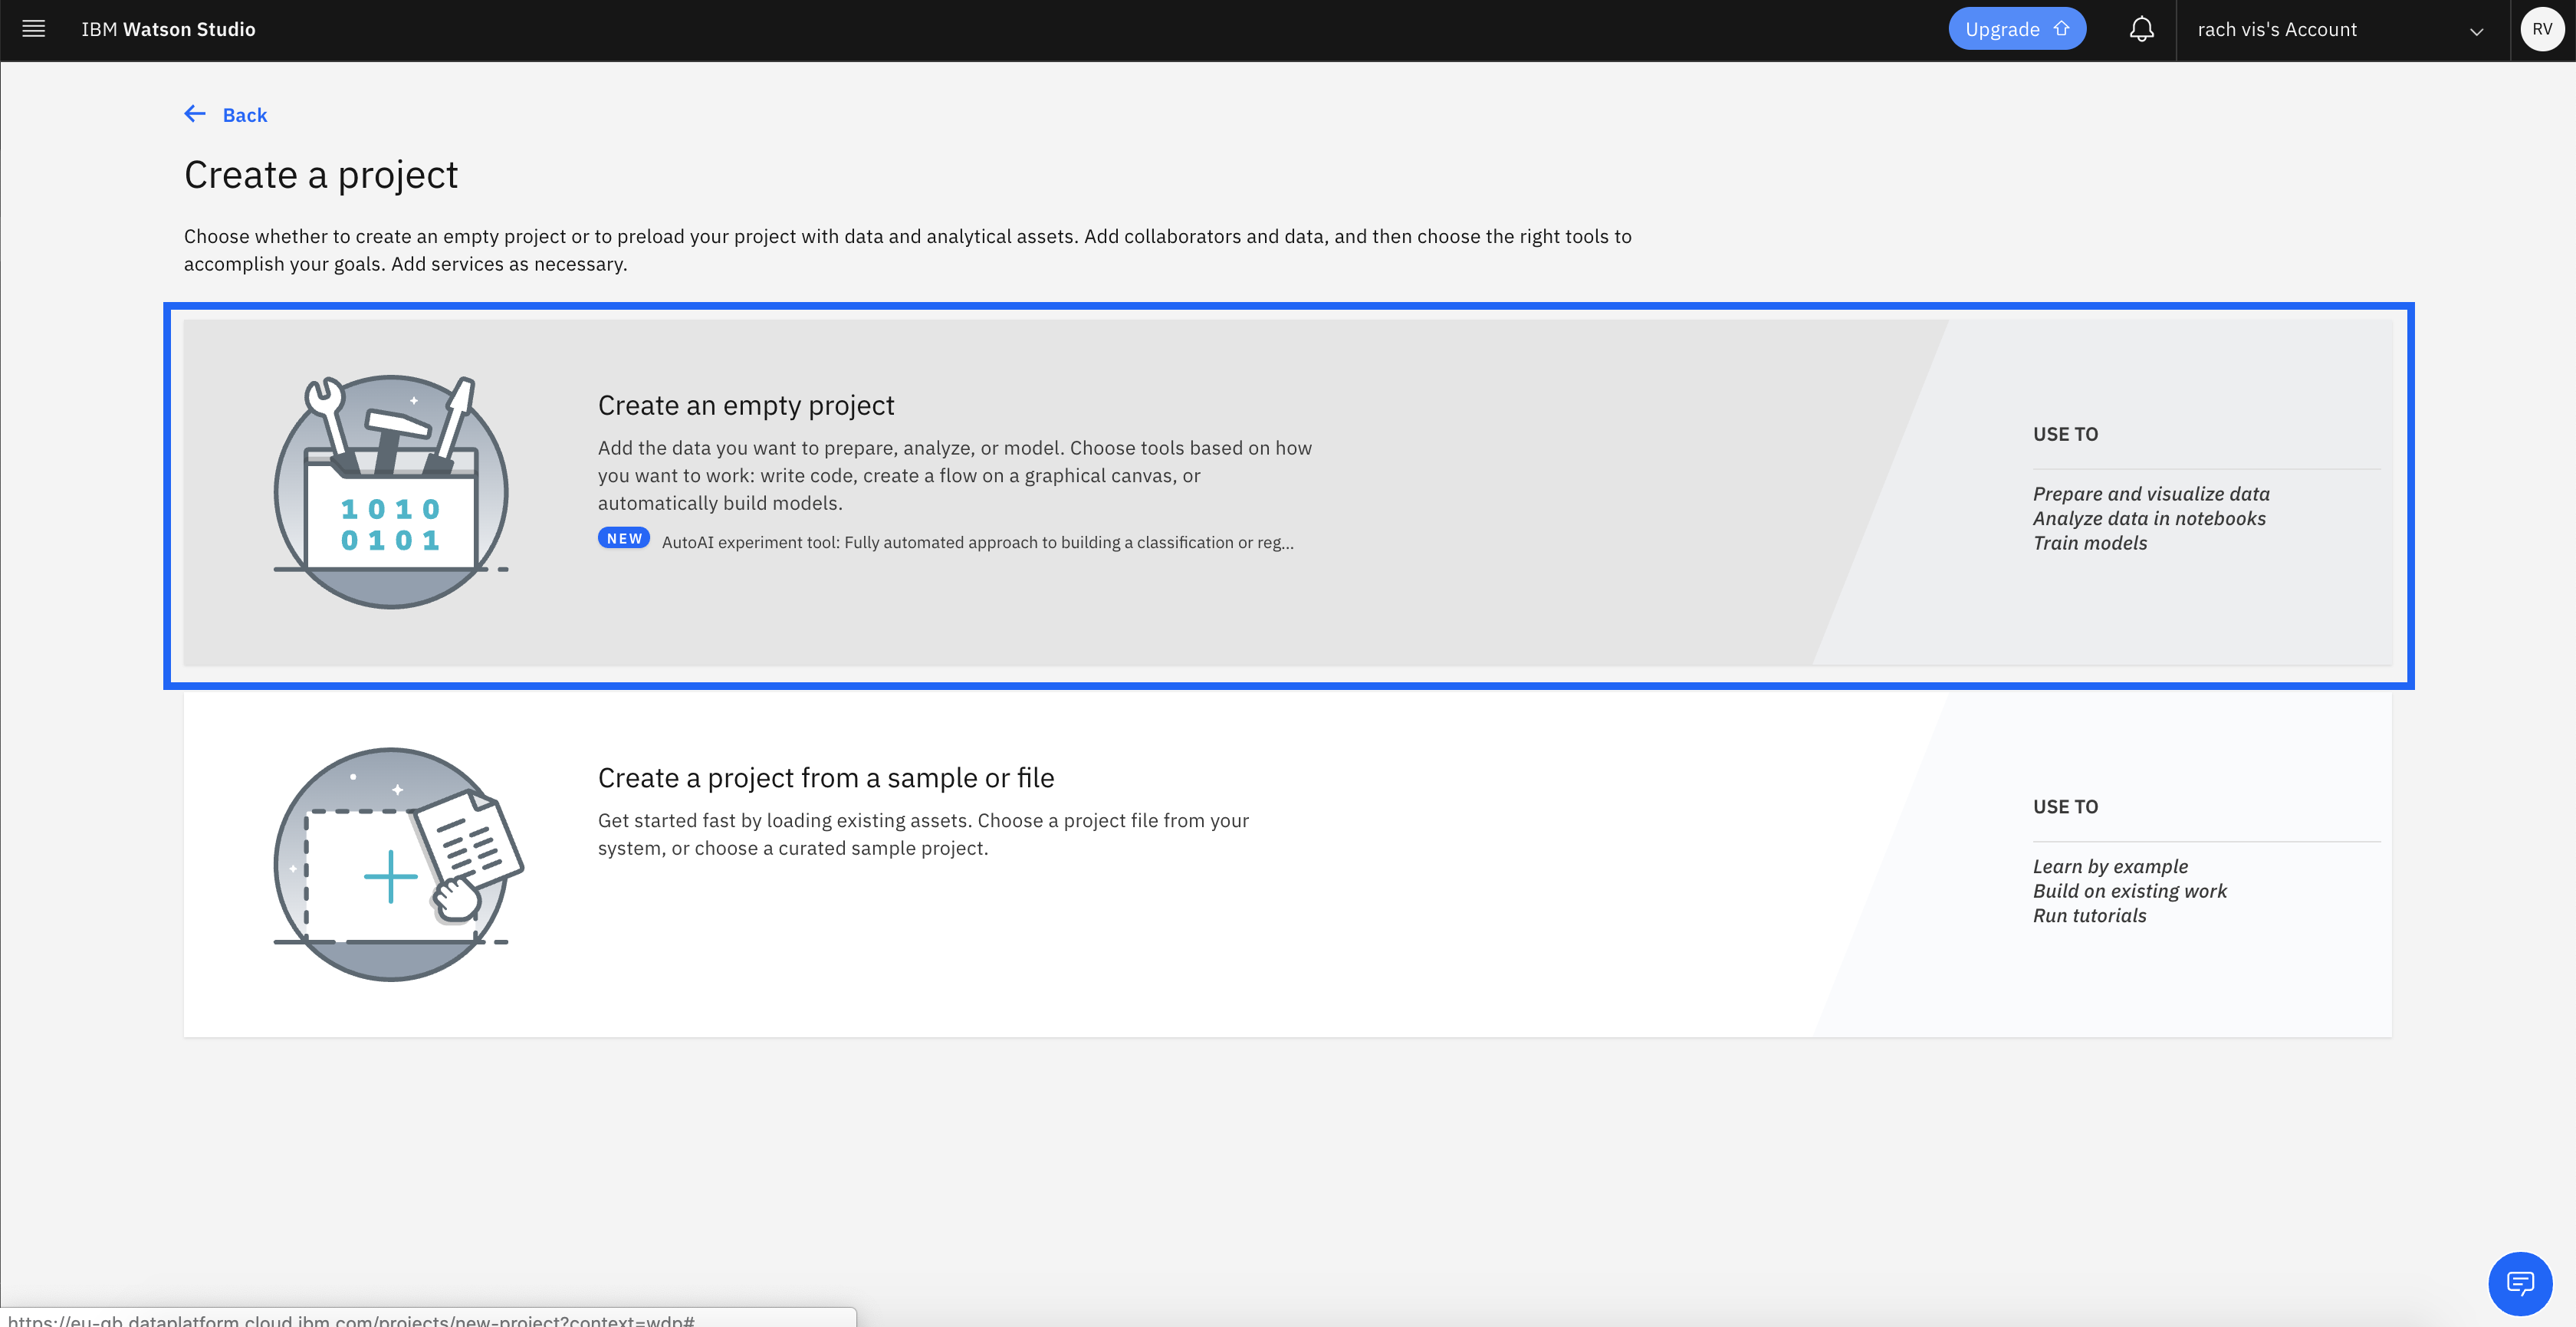 IBM Watson Studio
Upgrade
rach vis's Account
RV
Back
Create a project
Choose whether to create an empty project or to preload your project with data and analytical assets. Add collaborators and data, and then choose the right tools to
accomplish your goals. Add services as necessary.
1010
0101
Create an empty project
Add the data you want to prepare, analyze, or model. Choose tools based on how
you want to work: write code, create a flow on a graphical canvas, or
automatically build models.
NEW AutoAI experiment tool: Fully automated approach to building a classification or reg...
USE TO
Prepare and visualize data
Analyze data in notebooks
Train models
Create a project from a sample or file
Get started fast by loading existing assets. Choose a project file from your
system, or choose a curated sample project.
USE TO
Learn by example
Build on existing work
Run tutorials
https://eu-gb.dataplatform.cloud.ibm.com/projects/new-project?context=wdp#